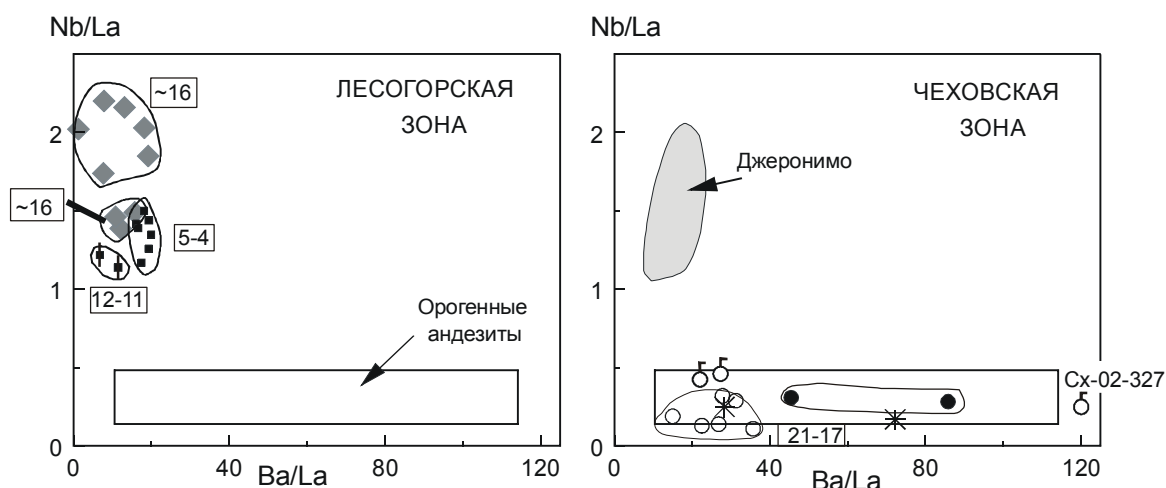 Nb/La
ЛЕСОГОРСКАЯ
ЗОНА
~16
~16
5-4
12-11
Орогенные
андезиты
2
1
0
0
40
80
120
Ba/La
Nb/La
ЧЕХОВСКАЯ
ЗОНА
Джеронимо
Сх-02-327
21-17
2
1
0
0
40
80
120
Ba/La